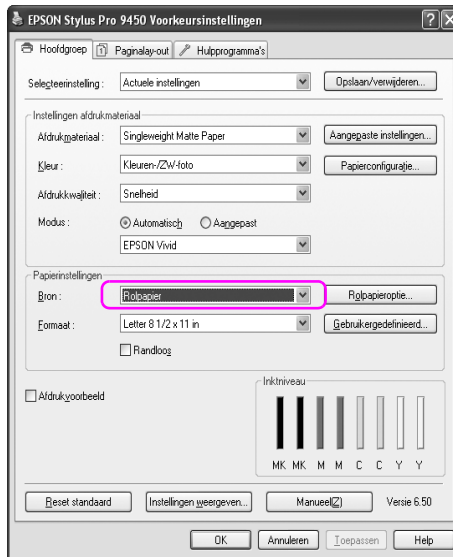 EPSON Stylus Pro 9450 Voorkeursinstellingen
Hoofdgroep Paginalay-out Hulpprogramma's
Selecteerinstelling : Actuele instellingen Opslaan/verwijderen...
Instellingen afdrukmateriaal
Afdrukmateriaal : Singleweight Matte Paper Aangepaste instellingen...
Kleur : Kleuren-/ZW-foto Papierconfiguratie...
Afdrukkwaliteit : Snelheid
Modus : Automatisch Aangepast
EPSON Vivid
Papierinstellingen
Bron : Rolpapier Rolpapieroptie...
Formaat : Letter 8 1/2 x 11 in Gebruikergedefinieerd...
Randloos
Afdrukvoorbeeld
Inktniveau
MK MK M M C C Y Y
Reset standaard Instellingen weergeven... Manueel(Z) Versie 6.50
OK Annuleren Toepassen Help